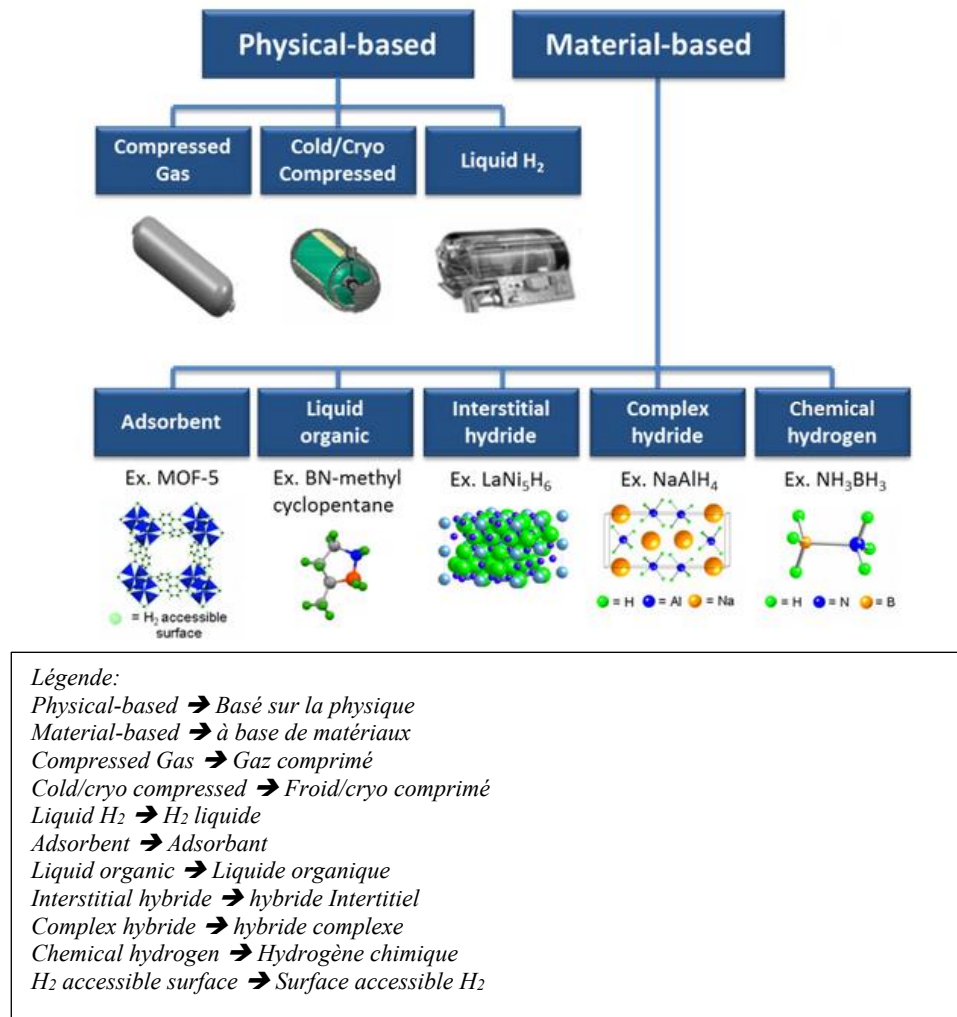 Physical-based
Material-based
Compressed
Gas
Cold/Cryo
Compressed
Liquid H₂
Adsorbent
Liquid
organic
Interstitial
hydride
Complex
hydride
Chemical
hydrogen
Ex. MOF-5
Ex. BN-methyl
cyclopentane
Ex. LaNi₅H₆
Ex. NaAlH₄
Ex. NH₃BH₃
= H₂ accessible
surface
= H = Al = Na
= H = N = B
Légende:
Physical-based ➔ Basé sur la physique
Material-based ➔ à base de matériaux
Compressed Gas ➔ Gaz comprimé
Cold/cryo compressed ➔ Froid/cryo comprimé
Liquid H₂ ➔ H₂ liquide
Adsorbent ➔ Adsorbant
Liquid organic ➔ Liquide organique
Interstitial hybride ➔ hybride Intertitiel
Complex hybride ➔ hybride complexe
Chemical hydrogen ➔ Hydrogène chimique
H₂ accessible surface ➔ Surface accessible H₂